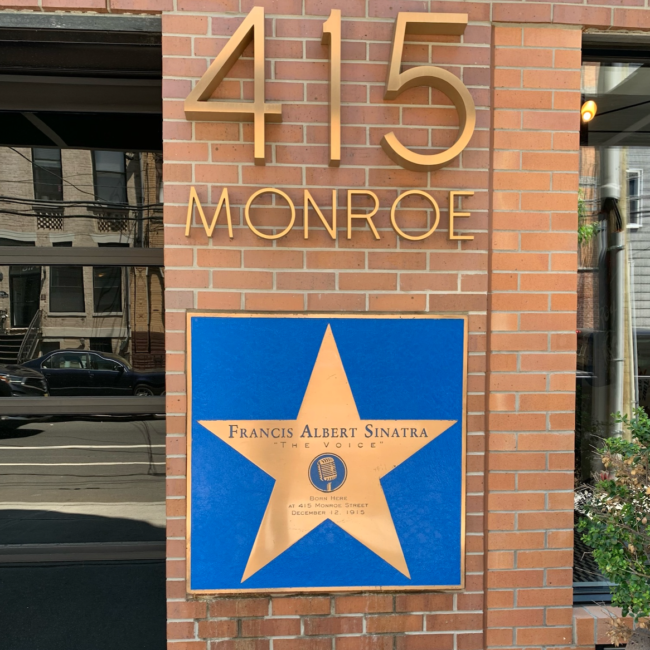 415
MONROE
FRANCIS ALBERT SINATRA
"THE VOICE"
BORN HERE
AT 415 MONROE STREET
DECEMBER 12, 1915